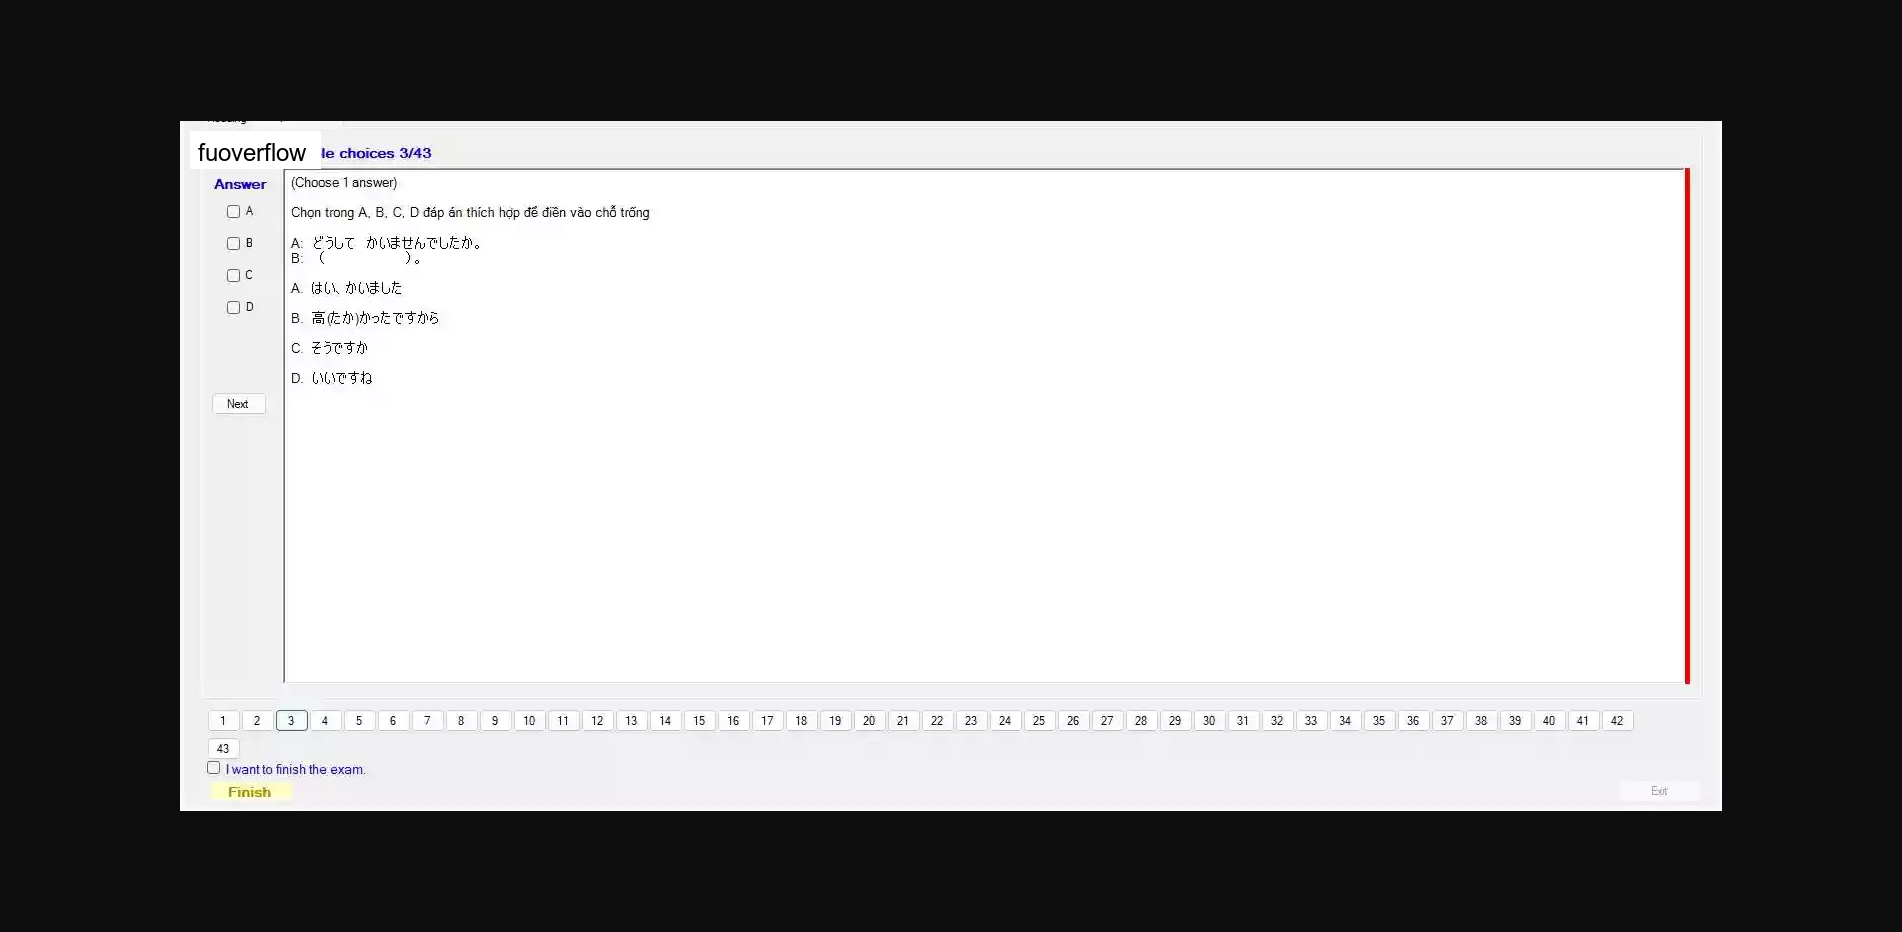 fuoverflow
le choices 3/43
Answer
(Choose 1 answer)
A
Chọn trong A, B, C, D đáp án thích hợp để điền vào chỗ trống
B
A: どうして かいませんでしたか。
B: ( )。
C
A. はい、かいました
D
B. 高(たか)かったですから
C. そうですか
D. いいですね
Next
1 2 3 4 5 6 7 8 9 10 11 12 13 14 15 16 17 18 19 20 21 22 23 24 25 26 27 28 29 30 31 32 33 34 35 36 37 38 39 40 41 42
43
I want to finish the exam.
Finish
Exit